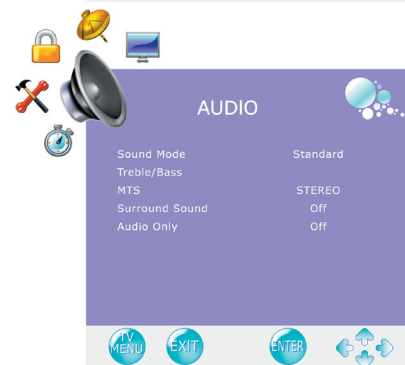 AUDIO
Sound Mode Standard
Treble/Bass
MTS STEREO
Surround Sound Off
Audio Only Off
TV MENU EXIT ENTER